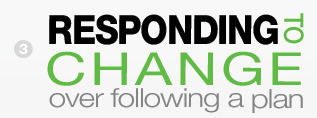 3
RESPONDING TO
CHANGE
over following a plan